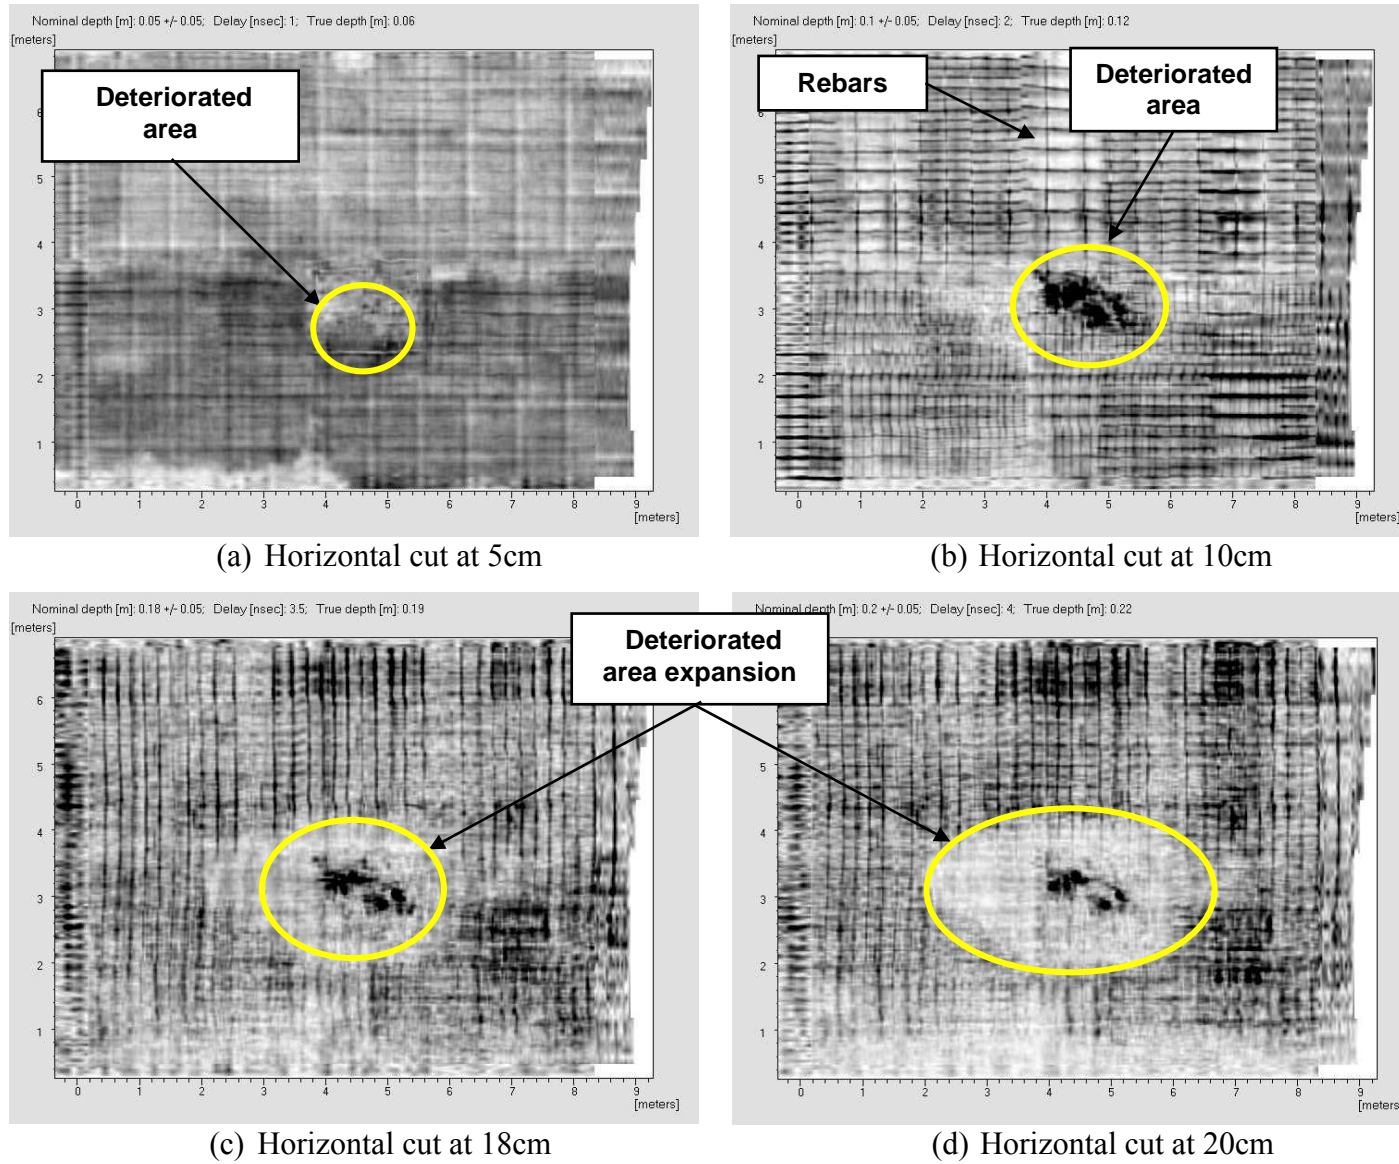 Nominal depth [m]: 0.05 +/- 0.05;   Delay [nsec]: 1;   True depth [m]: 0.06
[meters]
Deteriorated
area
6
5
4
3
2
1
0 1 2 3 4 5 6 7 8 9
[meters]
(a) Horizontal cut at 5cm
Nominal depth [m]: 0.1 +/- 0.05;   Delay [nsec]: 2;   True depth [m]: 0.12
[meters]
Rebars
Deteriorated
area
6
5
4
3
2
1
0 1 2 3 4 5 6 7 8 9
[meters]
(b) Horizontal cut at 10cm
Nominal depth [m]: 0.18 +/- 0.05;   Delay [nsec]: 3.5;   True depth [m]: 0.19
[meters]
Deteriorated
area expansion
6
5
4
3
2
1
0 1 2 3 4 5 6 7 8 9
[meters]
(c) Horizontal cut at 18cm
Nominal depth [m]: 0.2 +/- 0.05;   Delay [nsec]: 4;   True depth [m]: 0.22
6
5
4
3
2
1
0 1 2 3 4 5 6 7 8 9
[meters
(d) Horizontal cut at 20cm